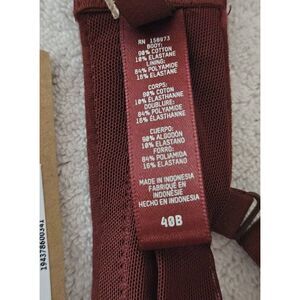 RN 158973
BODY:
90% COTTON
10% ELASTANE
LINING:
84% POLYAMIDE
16% ELASTANE
CORPS:
90% COTON
10% ELASTHANNE
DOUBLURE:
84% POLYAMIDE
16% ELASTHANNE
CUERPO:
90% ALGODÓN
10% ELASTANO
FORRO:
84% POLIAMIDA
16% ELASTANO
MADE IN INDONESIA
FABRIQUÉ EN
INDONÉSIE
HECHO EN INDONESIA
40B
194378600341